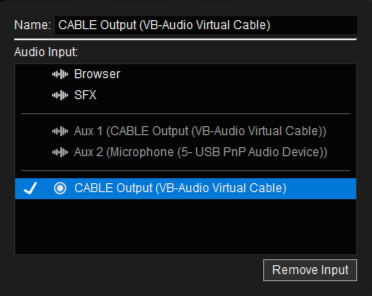 Name: CABLE Output (VB-Audio Virtual Cable)
Audio Input:
Browser
SFX
Aux 1 (CABLE Output (VB-Audio Virtual Cable))
Aux 2 (Microphone (5- USB PnP Audio Device))
CABLE Output (VB-Audio Virtual Cable)
Remove Input